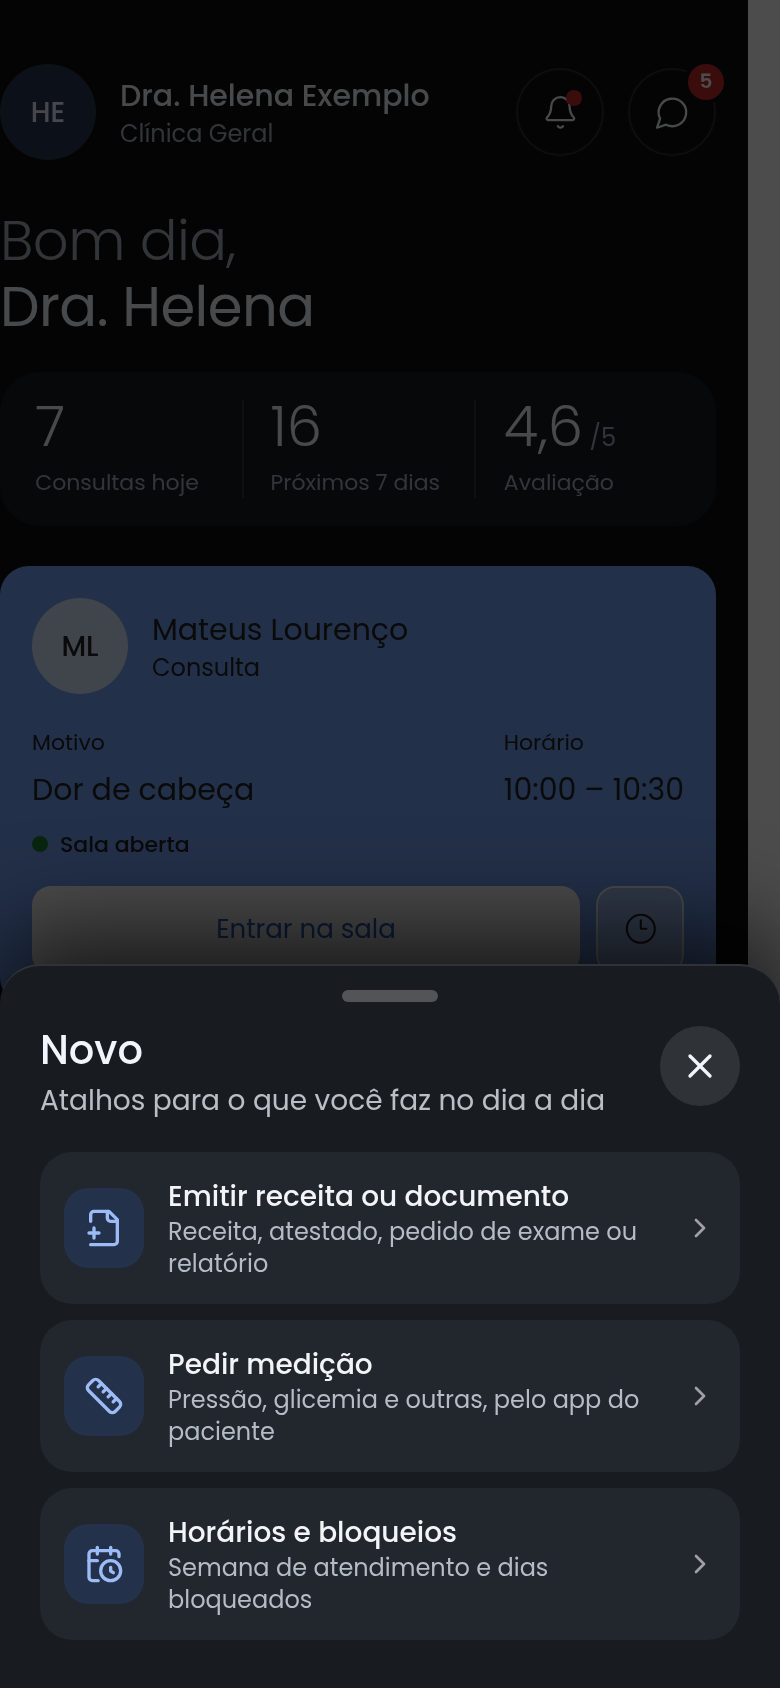 HE
Dra. Helena Exemplo
Clínica Geral
5
Bom dia,
Dra. Helena
7
Consultas hoje
16
Próximos 7 dias
4,6 /5
Avaliação
ML
Mateus Lourenço
Consulta
Motivo
Dor de cabeça
Horário
10:00 – 10:30
Sala aberta
Entrar na sala
Novo
Atalhos para o que você faz no dia a dia
Emitir receita ou documento
Receita, atestado, pedido de exame ou
relatório
Pedir medição
Pressão, glicemia e outras, pelo app do
paciente
Horários e bloqueios
Semana de atendimento e dias
bloqueados